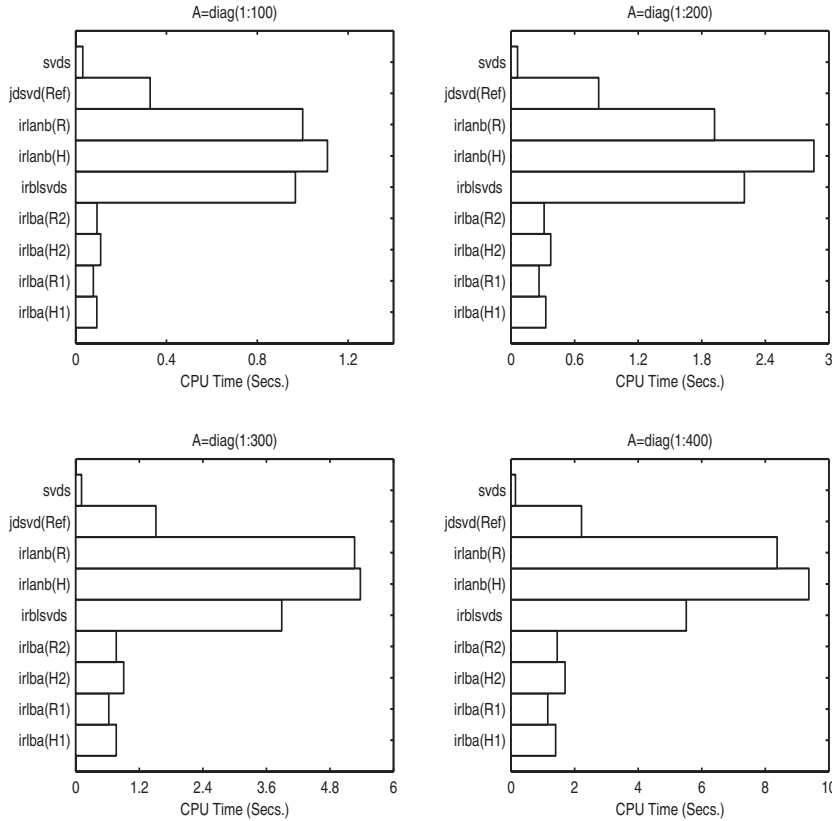 A=diag(1:100)
svds
jdsvd(Ref)
irlanb(R)
irlanb(H)
irblsvds
irlba(R2)
irlba(H2)
irlba(R1)
irlba(H1)
0 0.4 0.8 1.2
CPU Time (Secs.)
A=diag(1:200)
svds
jdsvd(Ref)
irlanb(R)
irlanb(H)
irblsvds
irlba(R2)
irlba(H2)
irlba(R1)
irlba(H1)
0 0.6 1.2 1.8 2.4 3
CPU Time (Secs.)
A=diag(1:300)
svds
jdsvd(Ref)
irlanb(R)
irlanb(H)
irblsvds
irlba(R2)
irlba(H2)
irlba(R1)
irlba(H1)
0 1.2 2.4 3.6 4.8 6
CPU Time (Secs.)
A=diag(1:400)
svds
jdsvd(Ref)
irlanb(R)
irlanb(H)
irblsvds
irlba(R2)
irlba(H2)
irlba(R1)
irlba(H1)
0 2 4 6 8 10
CPU Time (Secs.)